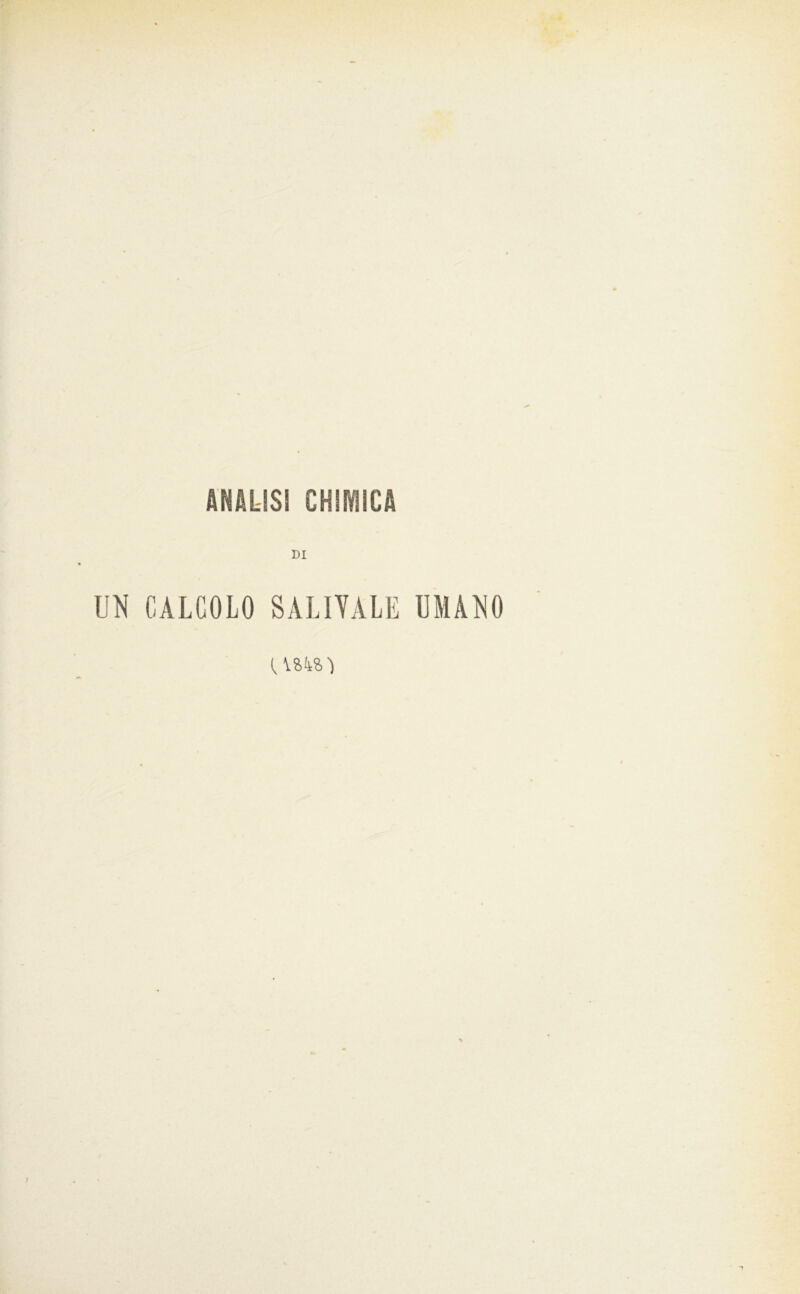 ANALISI CHIMICA
DI
UN CALCOLO SALIVALE UMANO
(1848)